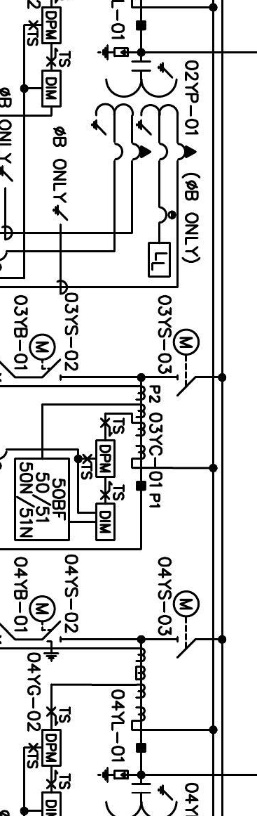 2
TS
DPM
TS
DIM
L-01
ØB ONLY
B ONLY
02YP-01
(ØB ONLY)
LL
03YS-02
03YB-01
M
03YS-03
M
P2
03YC-01
P1
TS
DPM
TS
TS
DIM
50BF
50/51
50N/51N
04YS-02
04YB-01
M
04YS-03
M
04YG-02
TS
DPM
TS
TS
DIM
04YL-01